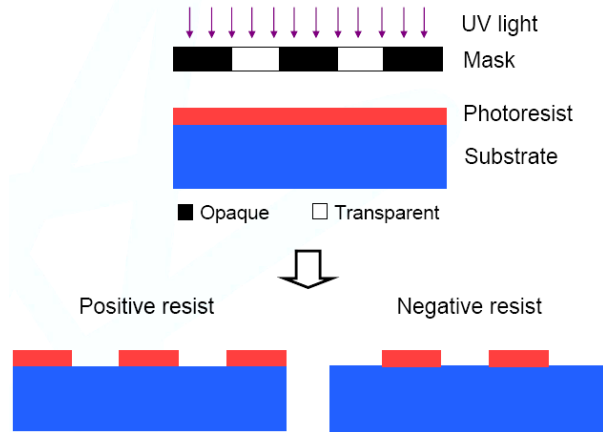 UV light
Mask
Photoresist
Substrate
Opaque Transparent
Positive resist Negative resist